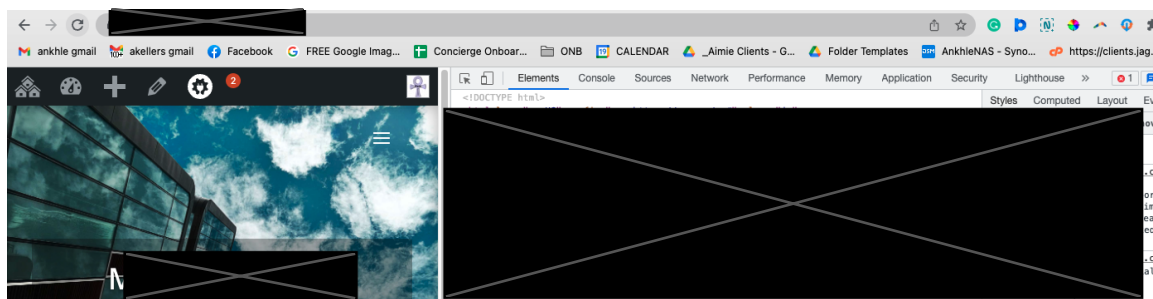 ankhle gmail akellers gmail Facebook FREE Google Imag... Concierge Onboar... ONB CALENDAR _Aimie Clients - G... Folder Templates AnkhleNAS - Syno... https://clients.jag.
2 Elements Console Sources Network Performance Memory Application Security Lighthouse » 1
<!DOCTYPE html> Styles Computed Layout Ev
M